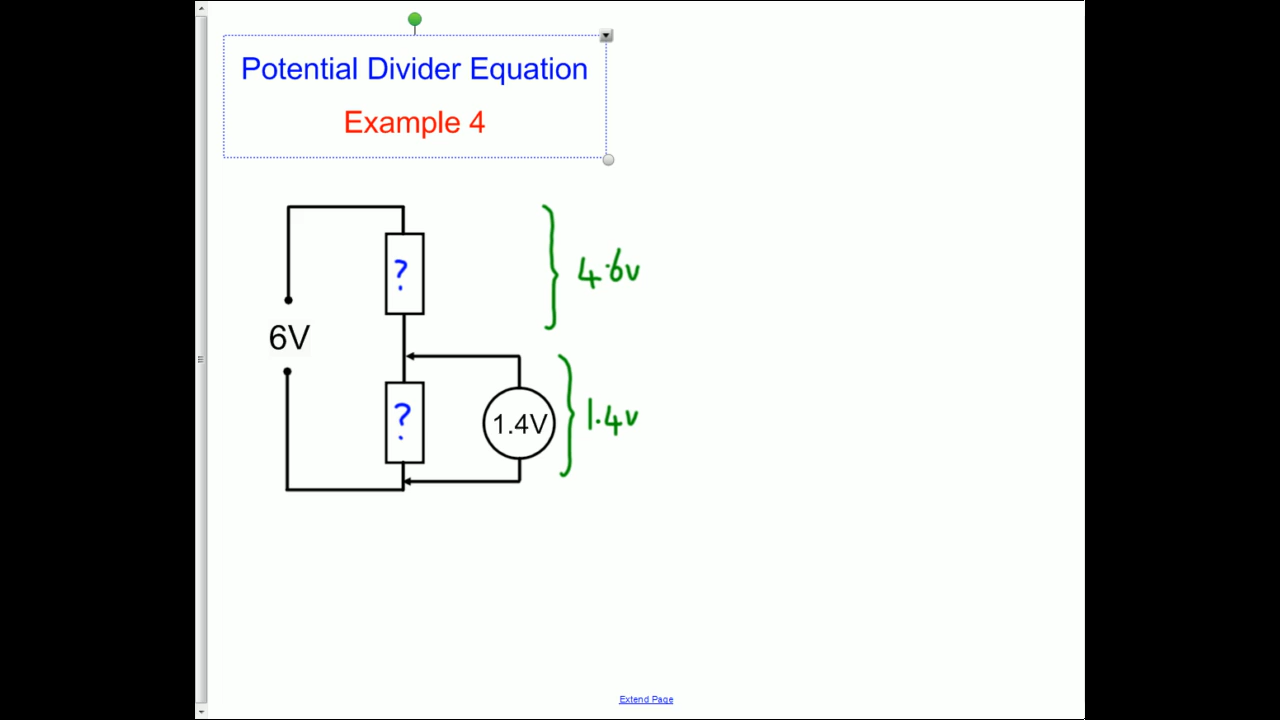 Potential Divider Equation
Example 4
?
4.6v
6V
?
1.4V
1.4v
Extend Page